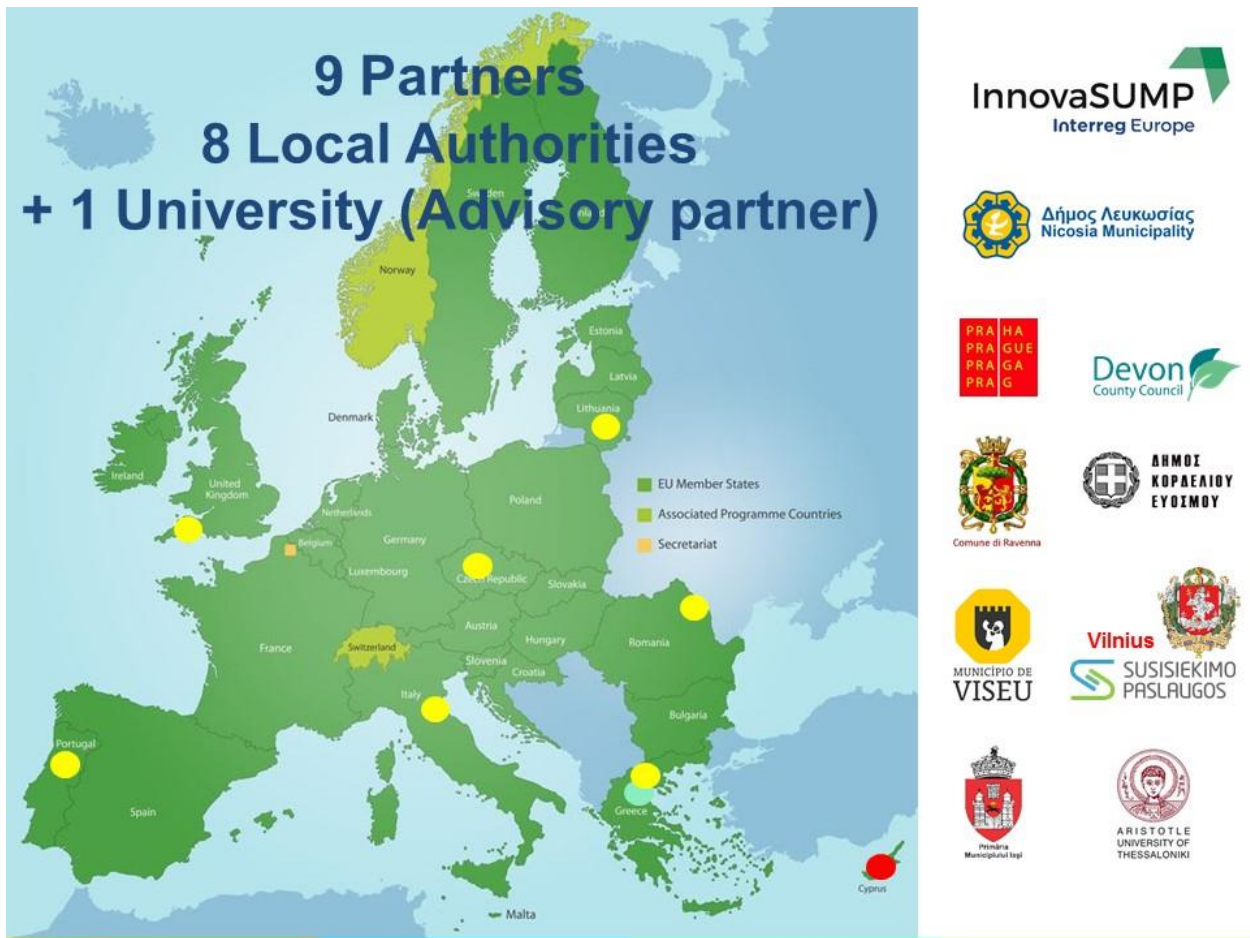 9 Partners
8 Local Authorities
+ 1 University (Advisory partner)
Sweden
Norway
Estonia
Latvia
Lithuania
Denmark
Ireland
United
Kingdom
Netherlands
Poland
Belgium
Germany
Luxembourg
Czech Republic
Slovakia
France
Austria
Switzerland
Hungary
Slovenia
Croatia
Romania
Italy
Bulgaria
Portugal
Spain
Greece
Cyprus
Malta
EU Member States
Associated Programme Countries
Secretariat
InnovaSUMP
Interreg Europe
Δήμος Λευκωσίας
Nicosia Municipality
PRA HA
PRA GUE
PRA GA
PRA G
Devon
County Council
Comune di Ravenna
ΔΗΜΟΣ
ΚΟΡΔΕΛΙΟΥ
ΕΥΟΣΜΟΥ
MUNICÍPIO DE
VISEU
Vilnius
SUSISIEKIMO
PASLAUGOS
Primăria
Municipiului Iași
ARISTOTLE
UNIVERSITY OF
THESSALONIKI